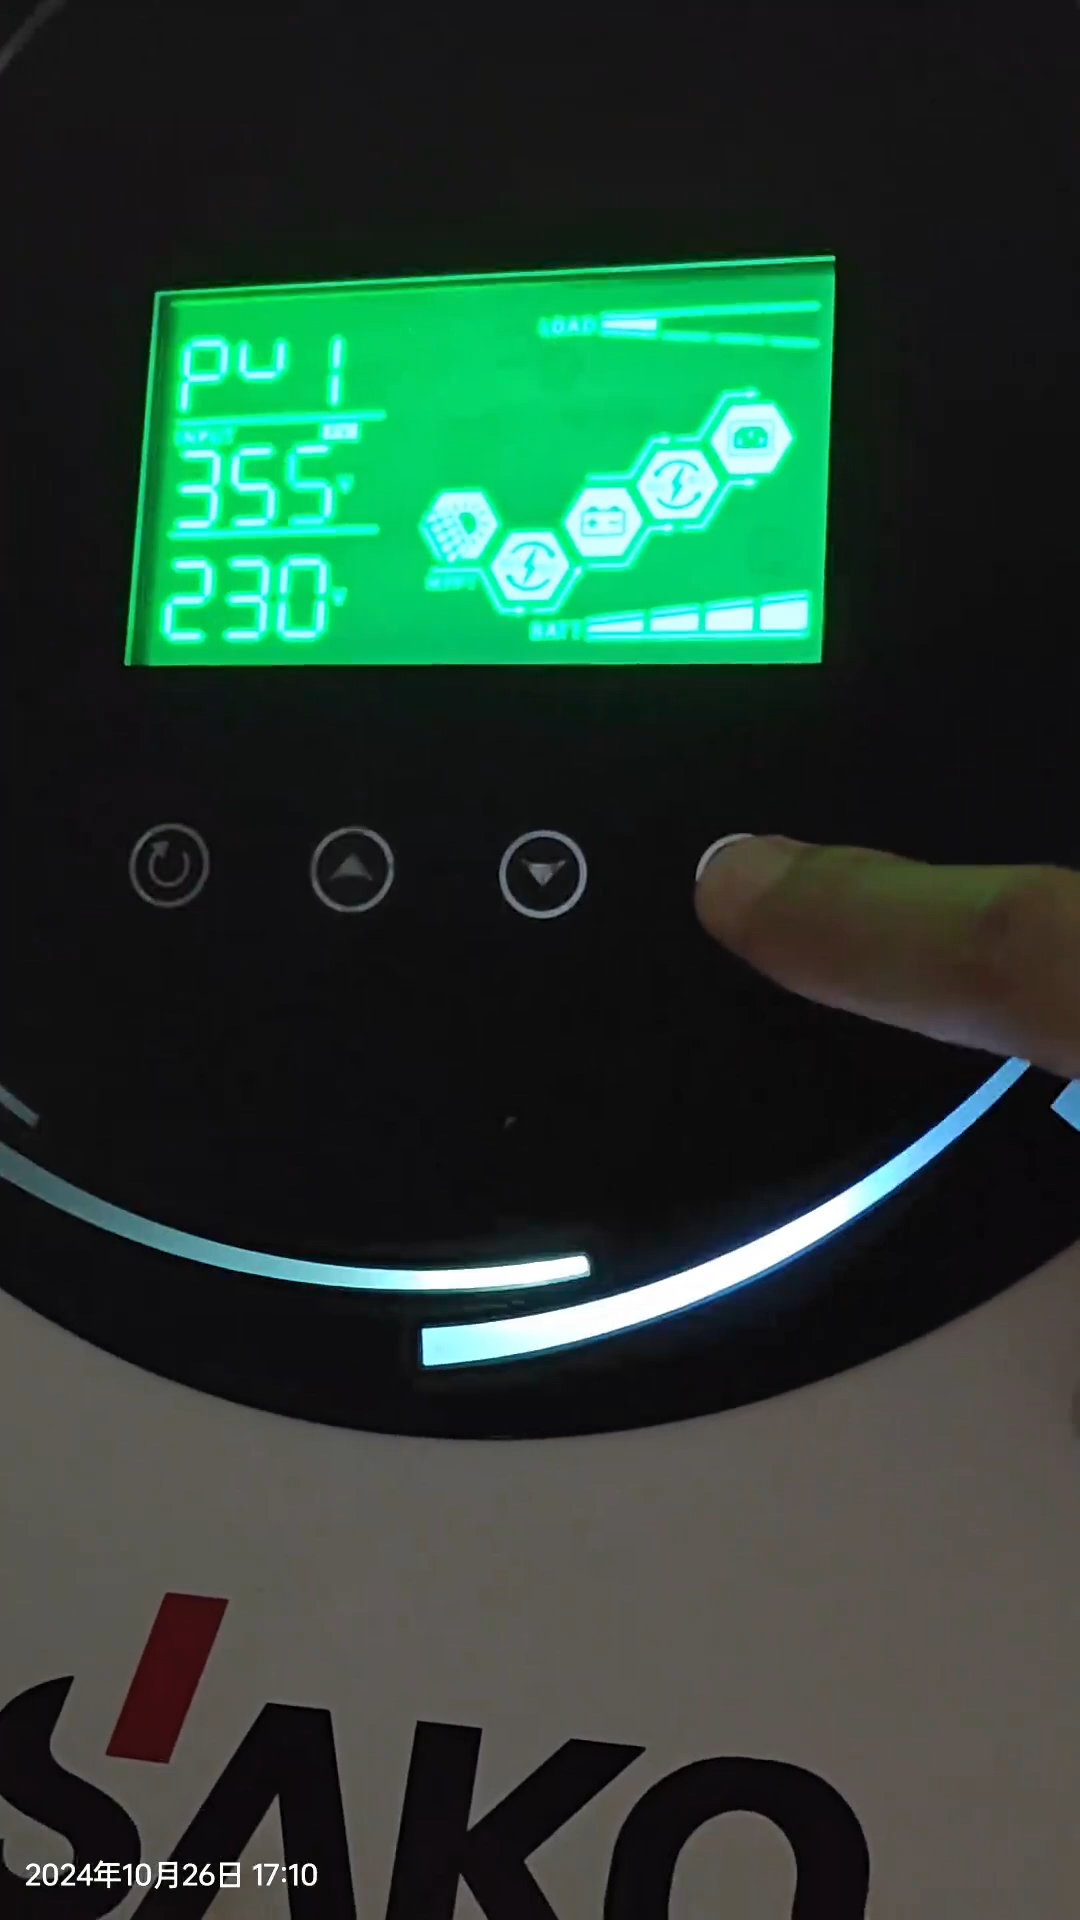 PV1
LOAD
INPUT
355V
MPPT
230V
BATT
SAKO
2024年10月26日 17:10